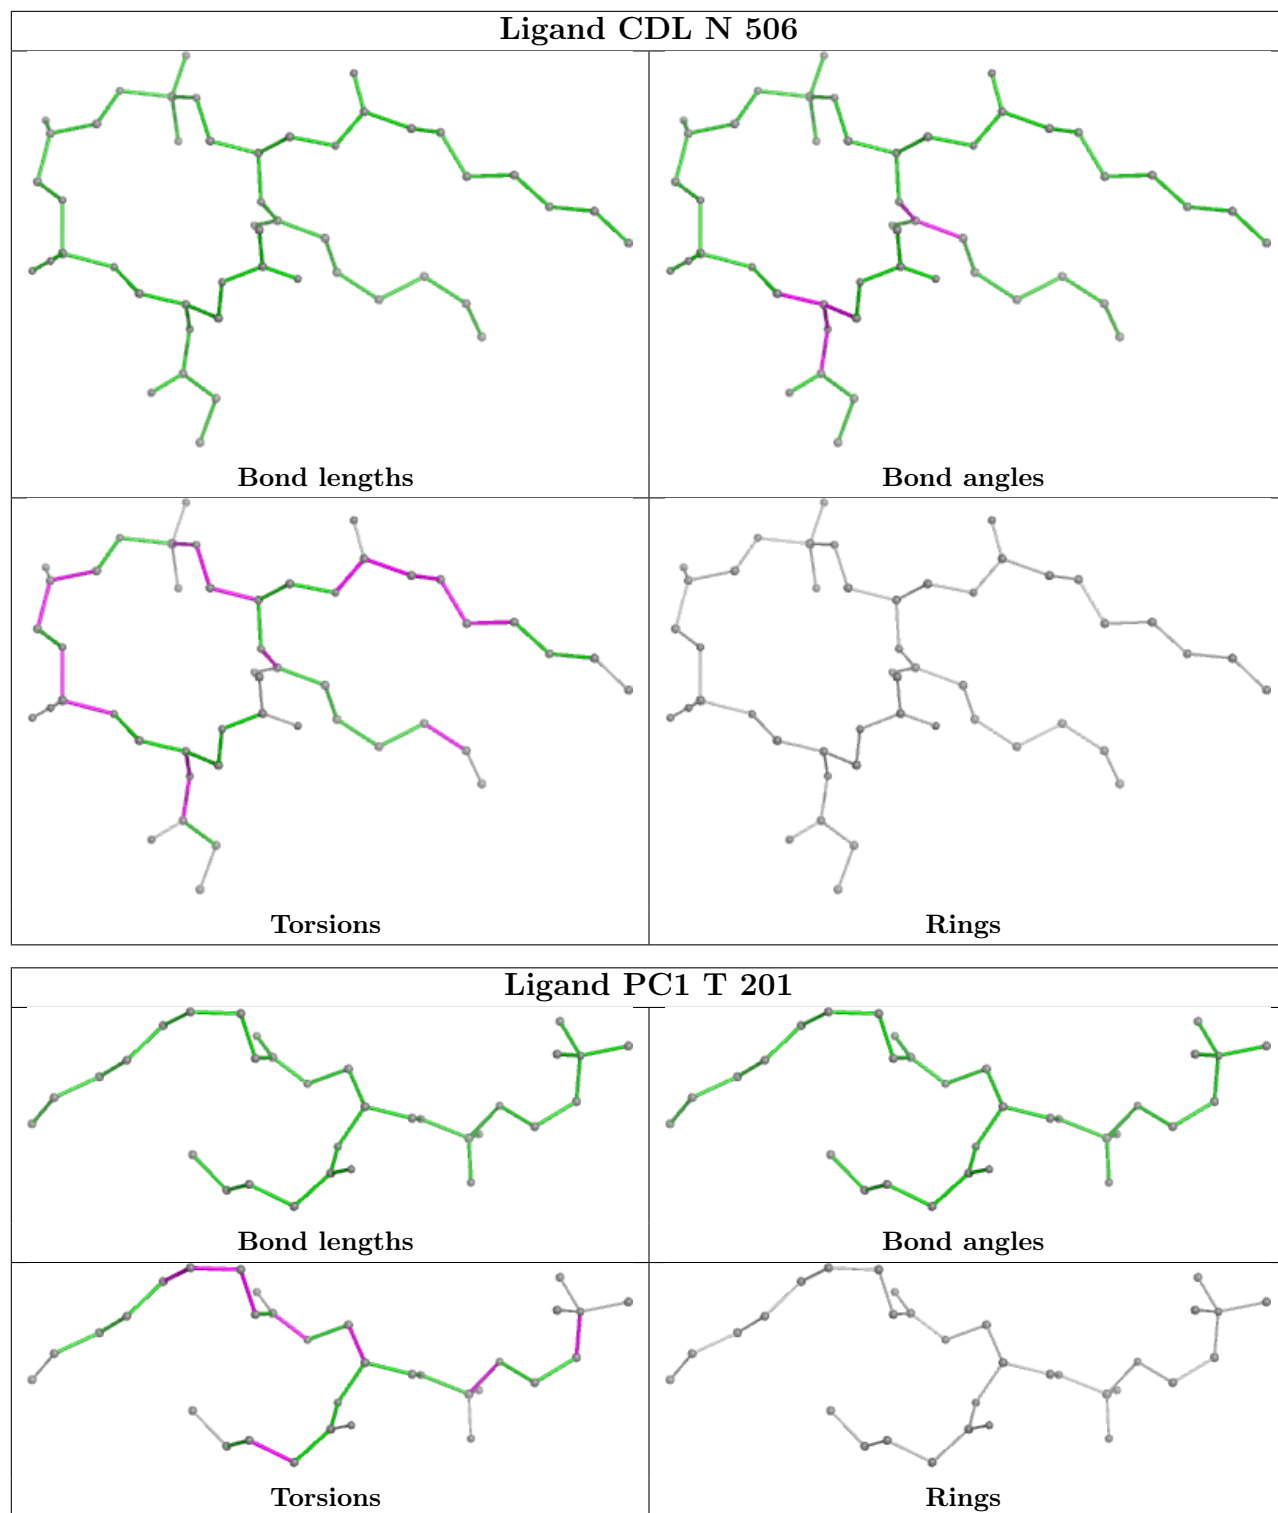 Ligand CDL N 506
Bond lengths
Bond angles
Torsions
Rings
Ligand PC1 T 201
Bond lengths
Bond angles
Torsions
Rings